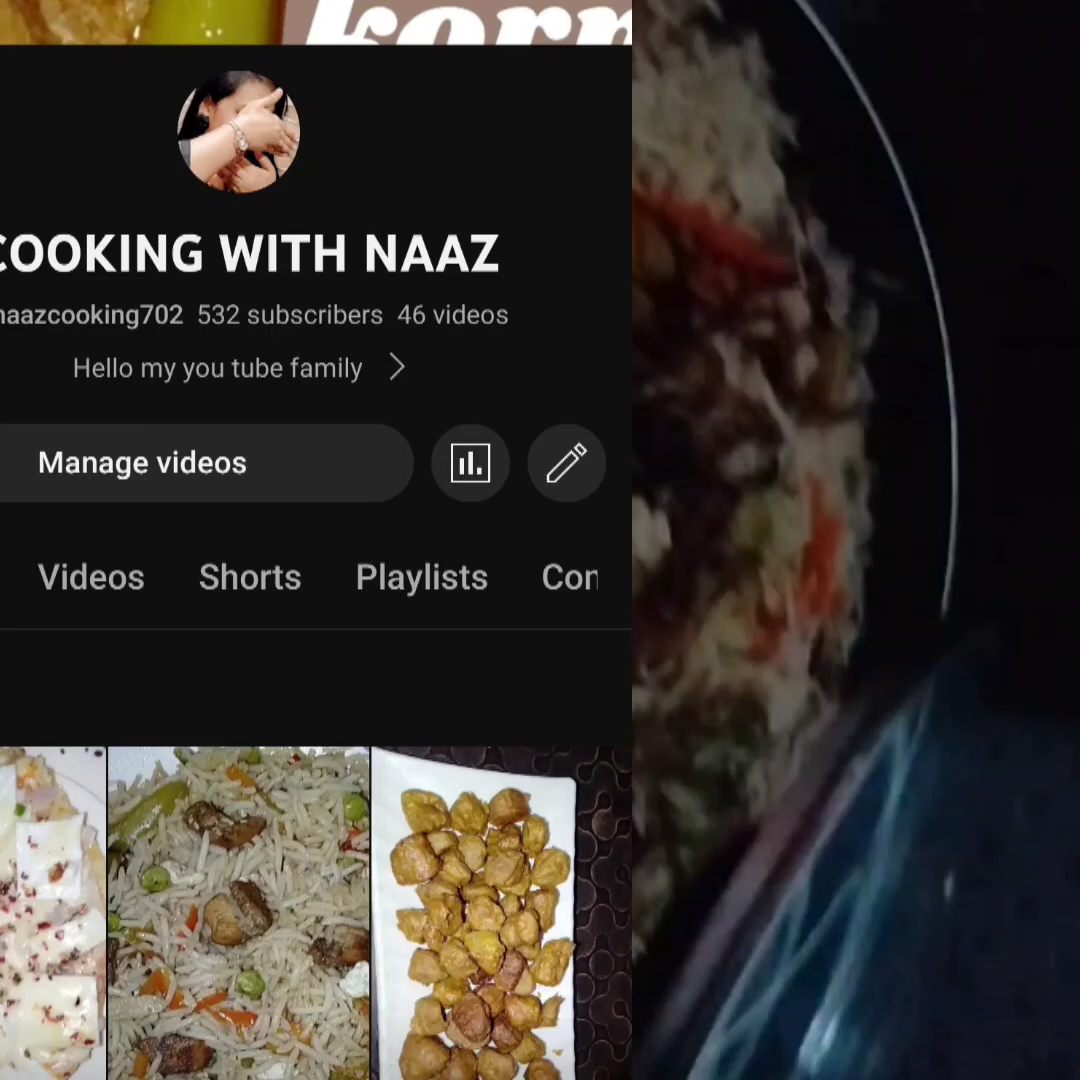 COOKING WITH NAAZ
naazcooking702 532 subscribers 46 videos
Hello my you tube family
Manage videos
Videos Shorts Playlists